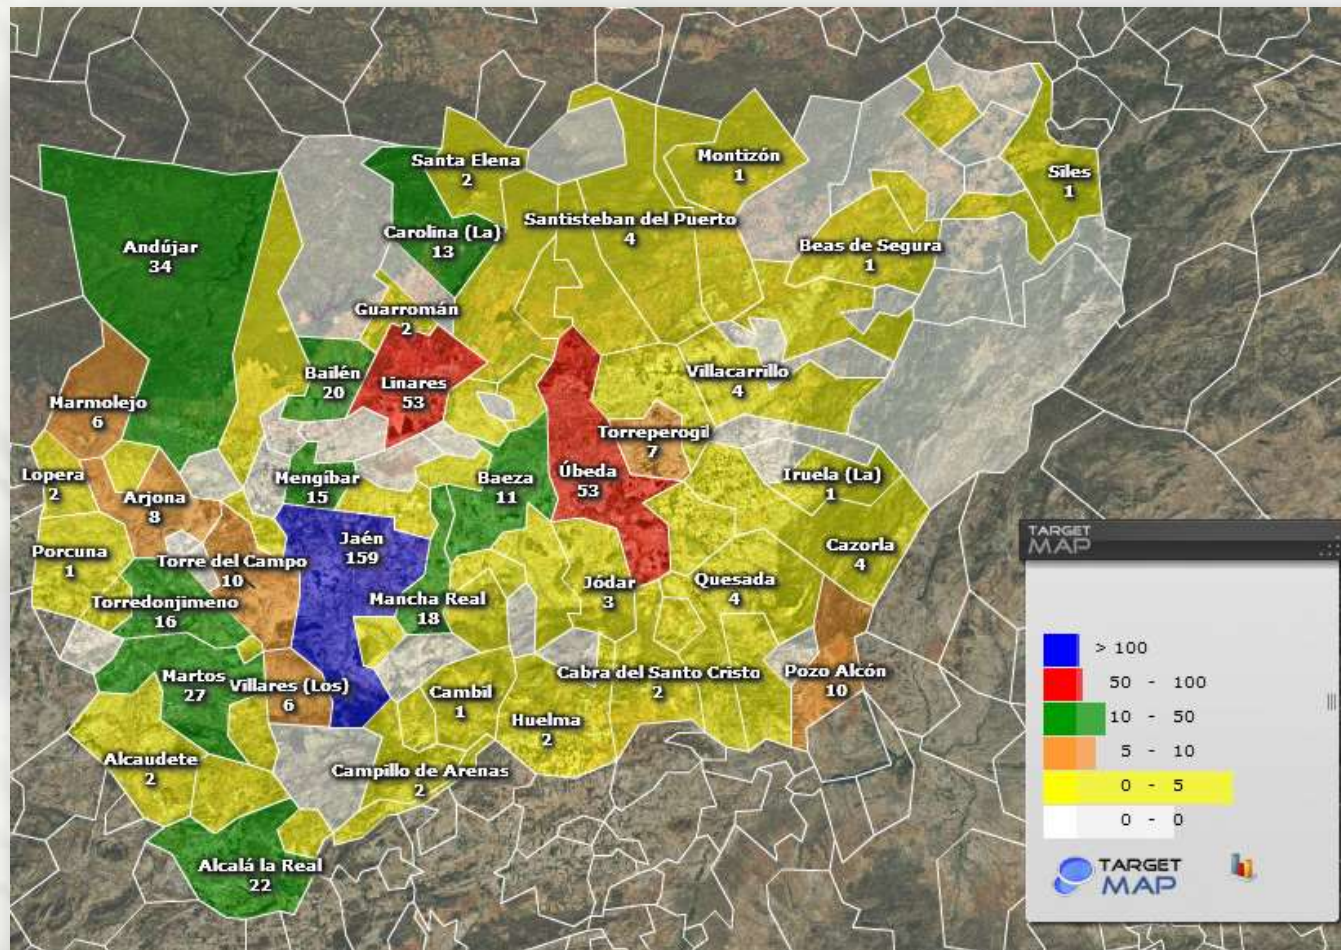 Santa Elena
2
Montizón
1
Siles
1
Andújar
34
Carolina (La)
13
Santisteban del Puerto
4
Beas de Segura
1
Guarromán
2
Bailén
20
Linares
53
Villacarrillo
4
Marmolejo
6
Torreperogil
7
Lopera
2
Arjona
8
Mengíbar
15
Baeza
11
Úbeda
53
Iruela (La)
1
Porcuna
1
Torre del Campo
10
Jaén
159
Cazorla
4
Torredonjimeno
16
Mancha Real
18
Jódar
3
Quesada
4
Martos
27
Villares (Los)
6
Cambil
1
Cabra del Santo Cristo
2
Pozo Alcón
10
Huelma
2
Alcaudete
2
Campillo de Arenas
2
Alcalá la Real
22
TARGET
MAP
> 100
50 - 100
10 - 50
5 - 10
0 - 5
0 - 0
TARGET
MAP